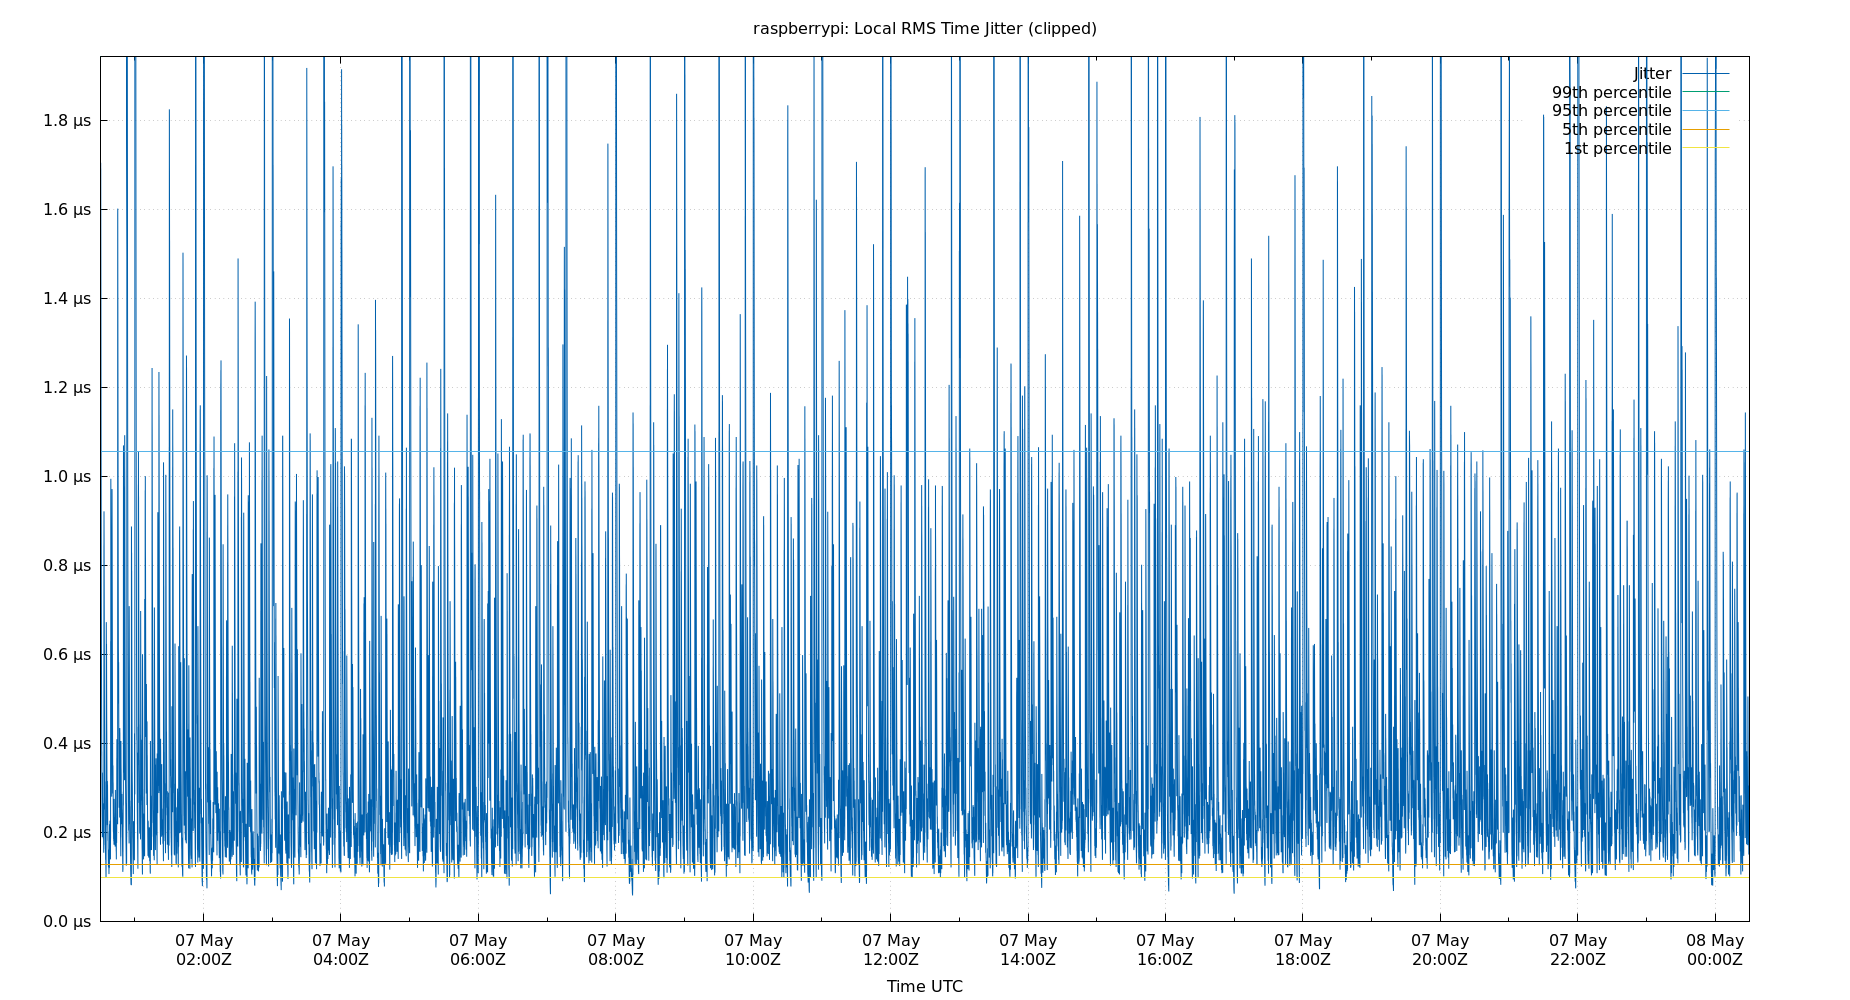 raspberrypi: Local RMS Time Jitter (clipped)
Jitter
99th percentile
95th percentile
5th percentile
1st percentile
1.8 µs
1.6 µs
1.4 µs
1.2 µs
1.0 µs
0.8 µs
0.6 µs
0.4 µs
0.2 µs
0.0 µs
07 May 07 May 07 May 07 May 07 May 07 May 07 May 07 May 07 May 07 May 07 May 08 May
02:00Z 04:00Z 06:00Z 08:00Z 10:00Z 12:00Z 14:00Z 16:00Z 18:00Z 20:00Z 22:00Z 00:00Z
Time UTC